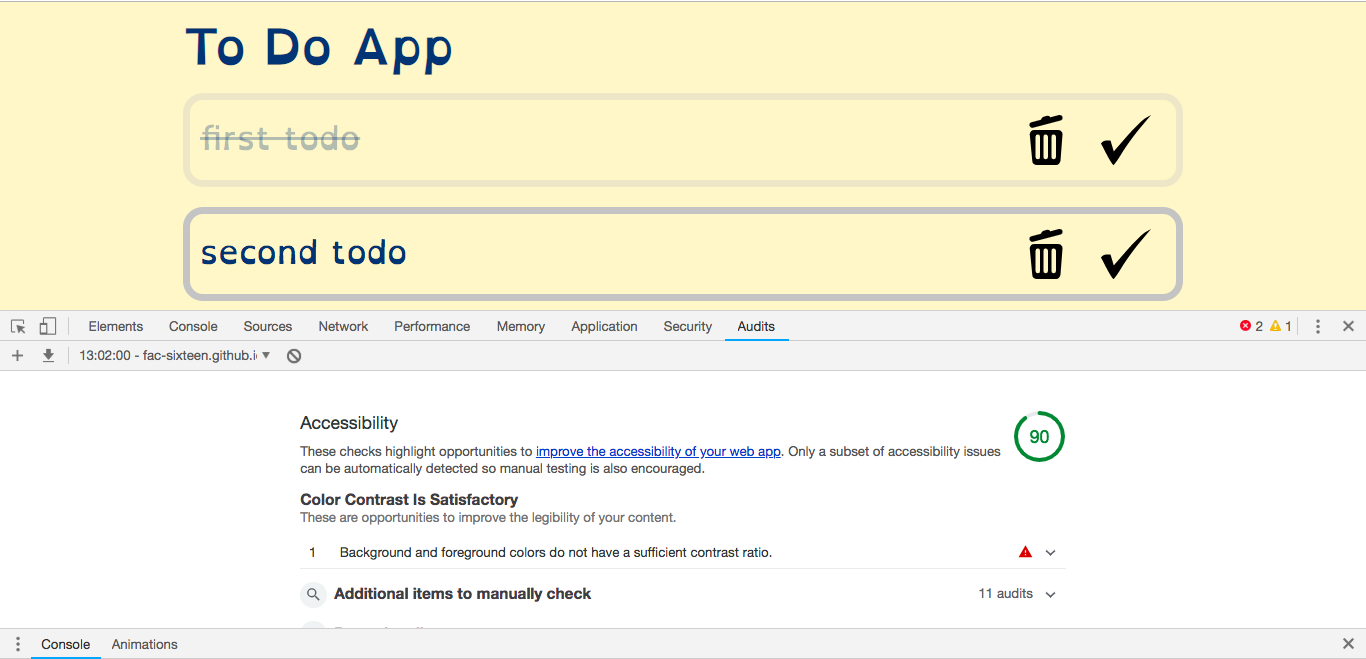 To Do App
first todo
second todo
Elements Console Sources Network Performance Memory Application Security Audits 2 1
13:02:00 - fac-sixteen.github.i
Accessibility
90
These checks highlight opportunities to improve the accessibility of your web app. Only a subset of accessibility issues
can be automatically detected so manual testing is also encouraged.
Color Contrast Is Satisfactory
These are opportunities to improve the legibility of your content.
1 Background and foreground colors do not have a sufficient contrast ratio.
Additional items to manually check 11 audits
Console Animations